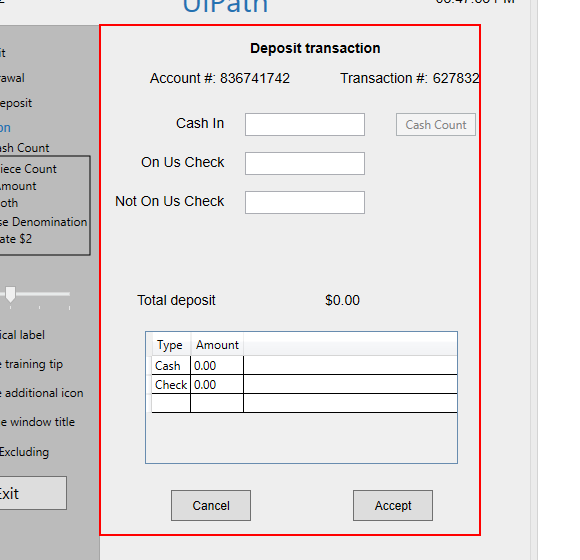 UiPath
Deposit transaction
Account #: 836741742 Transaction #: 627832
Cash In
Cash Count
On Us Check
Not On Us Check
Total deposit $0.00
Type Amount
Cash 0.00
Check 0.00
Cancel Accept
it
awal
eposit
on
ash Count
iece Count
mount
oth
se Denomination
ate $2
ical label
e training tip
e additional icon
e window title
Excluding
Exit